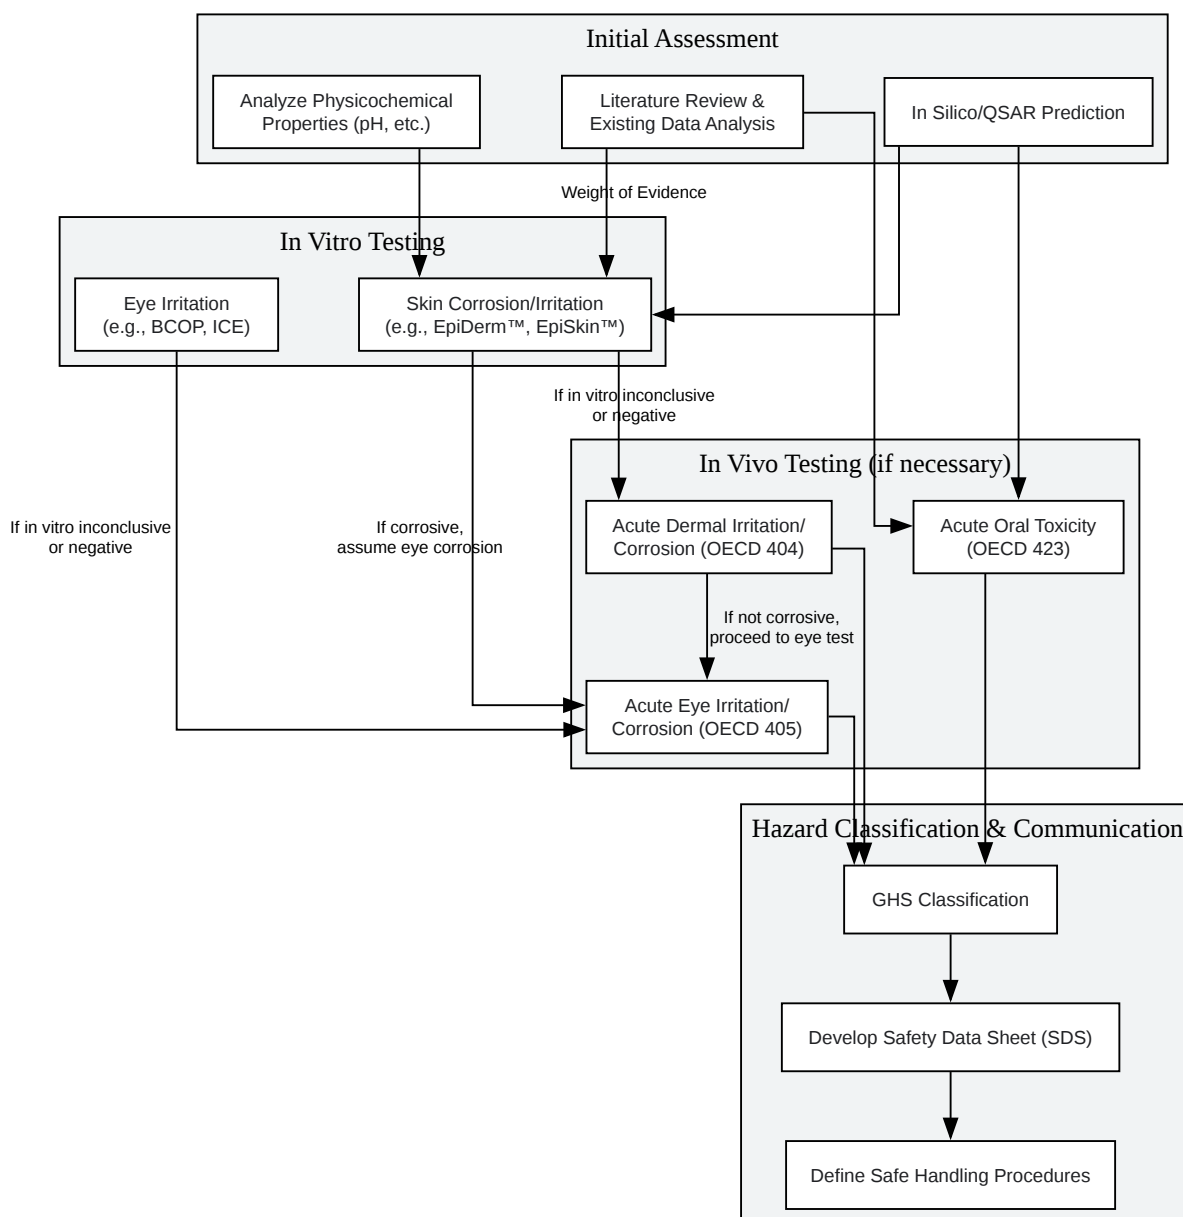 Initial Assessment
Analyze Physicochemical
Properties (pH, etc.)
Literature Review &
Existing Data Analysis
In Silico/QSAR Prediction
Weight of Evidence
In Vitro Testing
Eye Irritation
(e.g., BCOP, ICE)
Skin Corrosion/Irritation
(e.g., EpiDerm™, EpiSkin™)
If in vitro inconclusive
or negative
In Vivo Testing (if necessary)
If in vitro inconclusive
or negative
If corrosive,
assume eye corrosion
Acute Dermal Irritation/
Corrosion (OECD 404)
Acute Oral Toxicity
(OECD 423)
If not corrosive,
proceed to eye test
Acute Eye Irritation/
Corrosion (OECD 405)
Hazard Classification & Communication
GHS Classification
Develop Safety Data Sheet (SDS)
Define Safe Handling Procedures